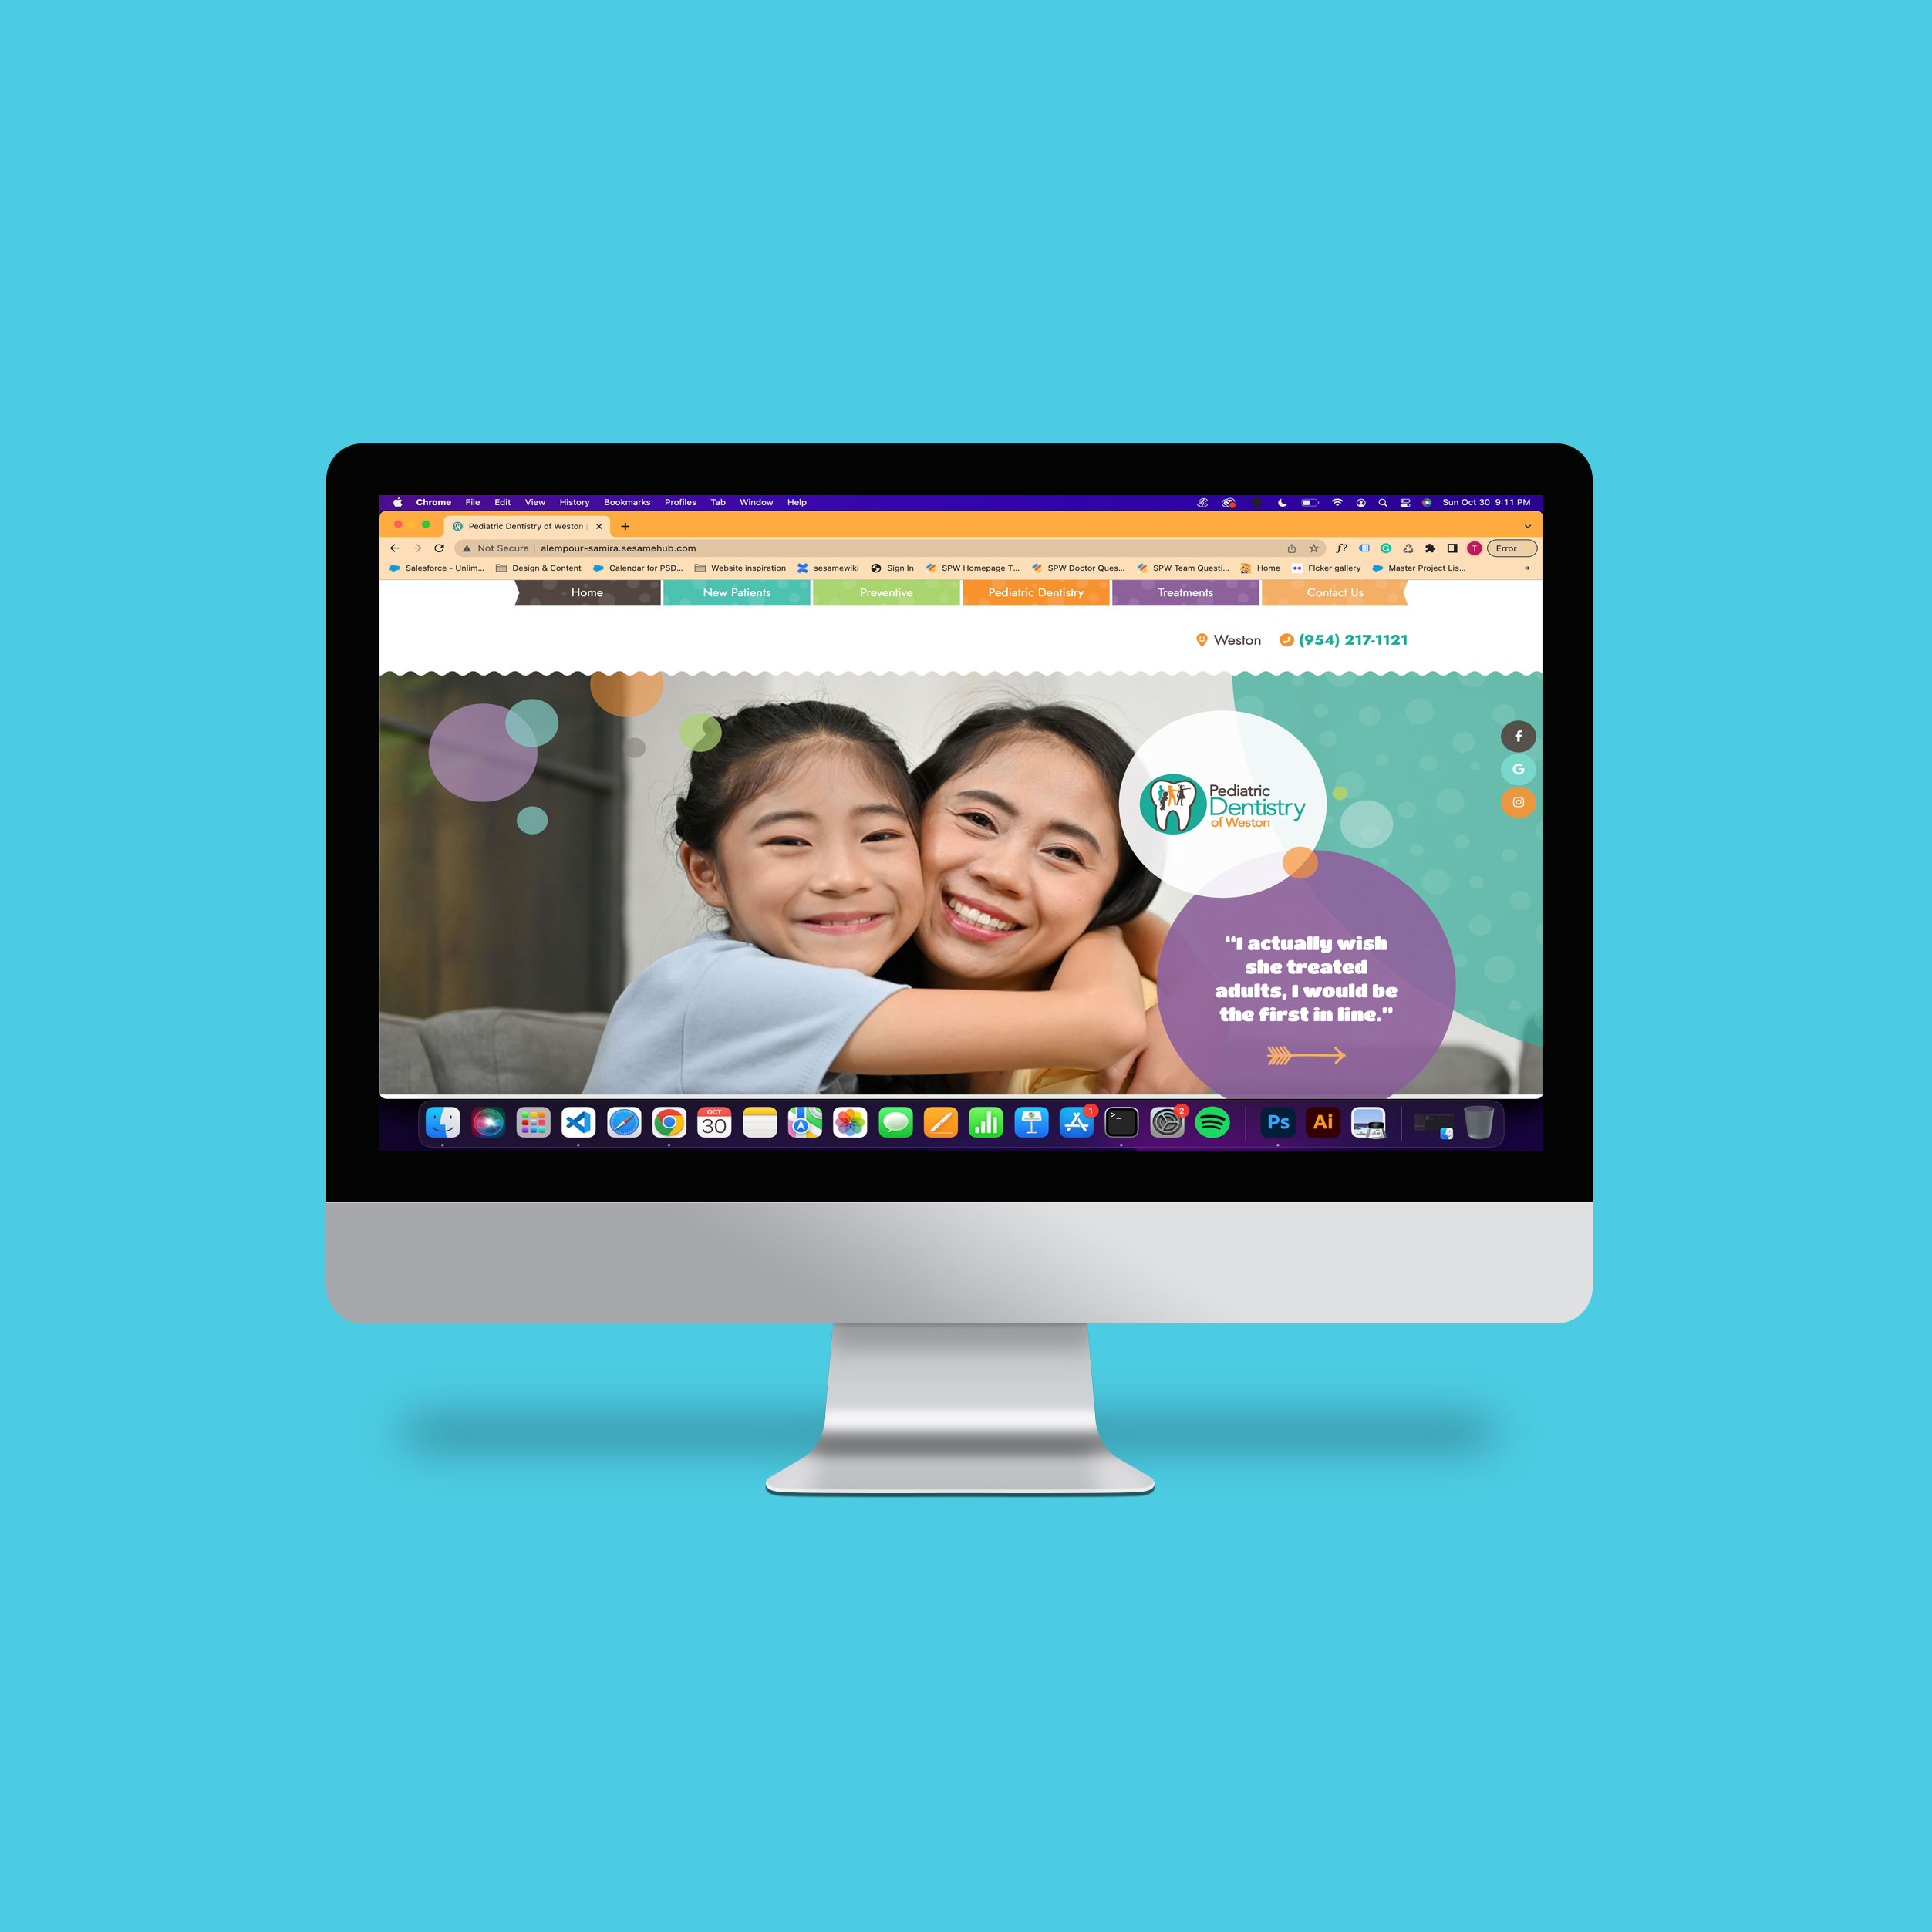 Chrome File Edit View History Bookmarks Profiles Tab Window Help Sun Oct 30 9:11 PM
Pediatric Dentistry of Weston |
Not Secure | alempour-samira.sesamehub.com f? T Error
Salesforce - Unlim... Design & Content Calendar for PSD... Website inspiration sesamewiki Sign In SPW Homepage T... SPW Doctor Ques... SPW Team Questi... Home Flcker gallery Master Project Lis... »
Home New Patients Preventive Pediatric Dentistry Treatments Contact Us
Weston (954) 217-1121
Pediatric
Dentistry
of Weston
“I actually wish
she treated
adults, I would be
the first in line.”
OCT
30
1
2
Ps Ai